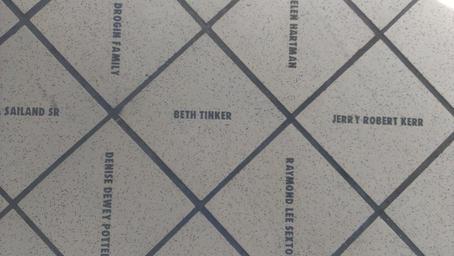 DROGIN FAMILY
ELEN HARTMAN
SAILAND SR
BETH TINKER
JERRY ROBERT KERR
DENISE DEWEY POTTE
RAYMOND LEE SEXTO